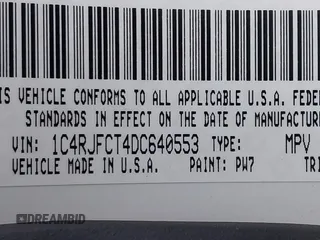 IS VEHICLE CONFORMS TO ALL APPLICABLE U.S.A. FEDE
STANDARDS IN EFFECT ON THE DATE OF MANUFACTUR
VIN: 1C4RJFCT4DC640553 TYPE: MPV
VEHICLE MADE IN U.S.A. PAINT: PW7 TRI
DREAMBID